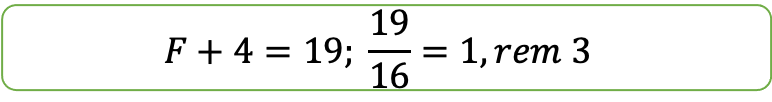 F + 4 = 19; 19/16 = 1, rem 3